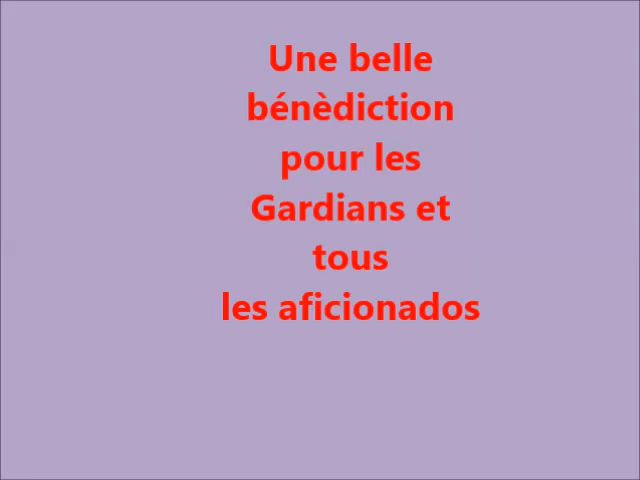 Une belle
bénèdiction
pour les
Gardians et
tous
les aficionados